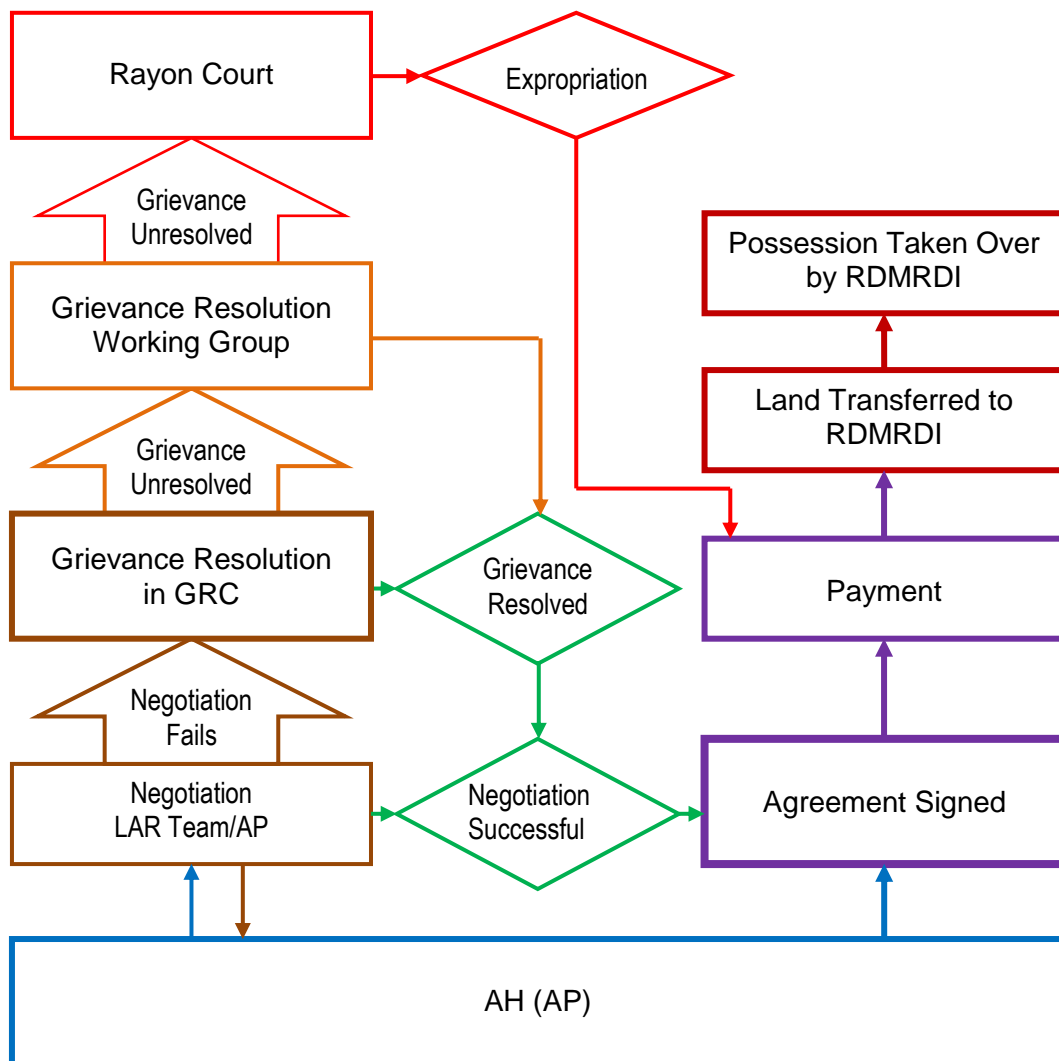 Rayon Court
Expropriation
Grievance
Unresolved
Possession Taken Over
by RDMRDI
Grievance Resolution
Working Group
Land Transferred to
RDMRDI
Grievance
Unresolved
Grievance Resolution
in GRC
Grievance
Resolved
Payment
Negotiation
Fails
Negotiation
LAR Team/AP
Negotiation
Successful
Agreement Signed
AH (AP)